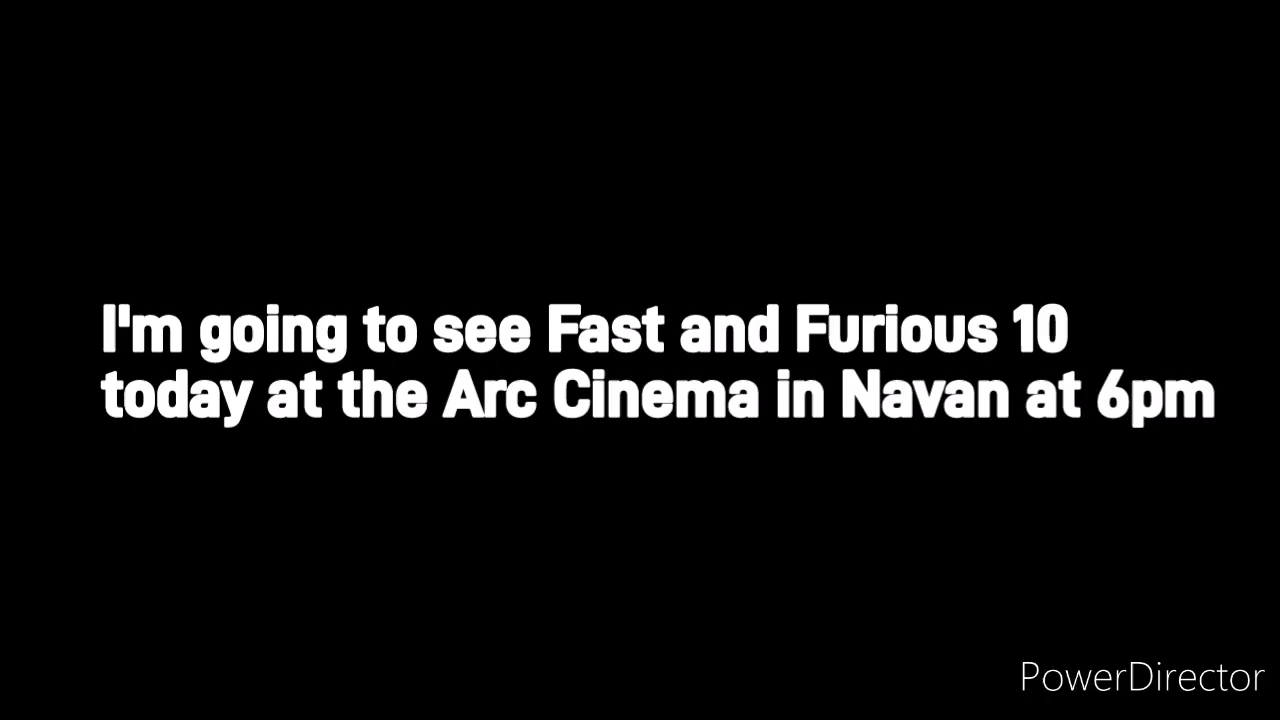 I'm going to see Fast and Furious 10
today at the Arc Cinema in Navan at 6pm
PowerDirector